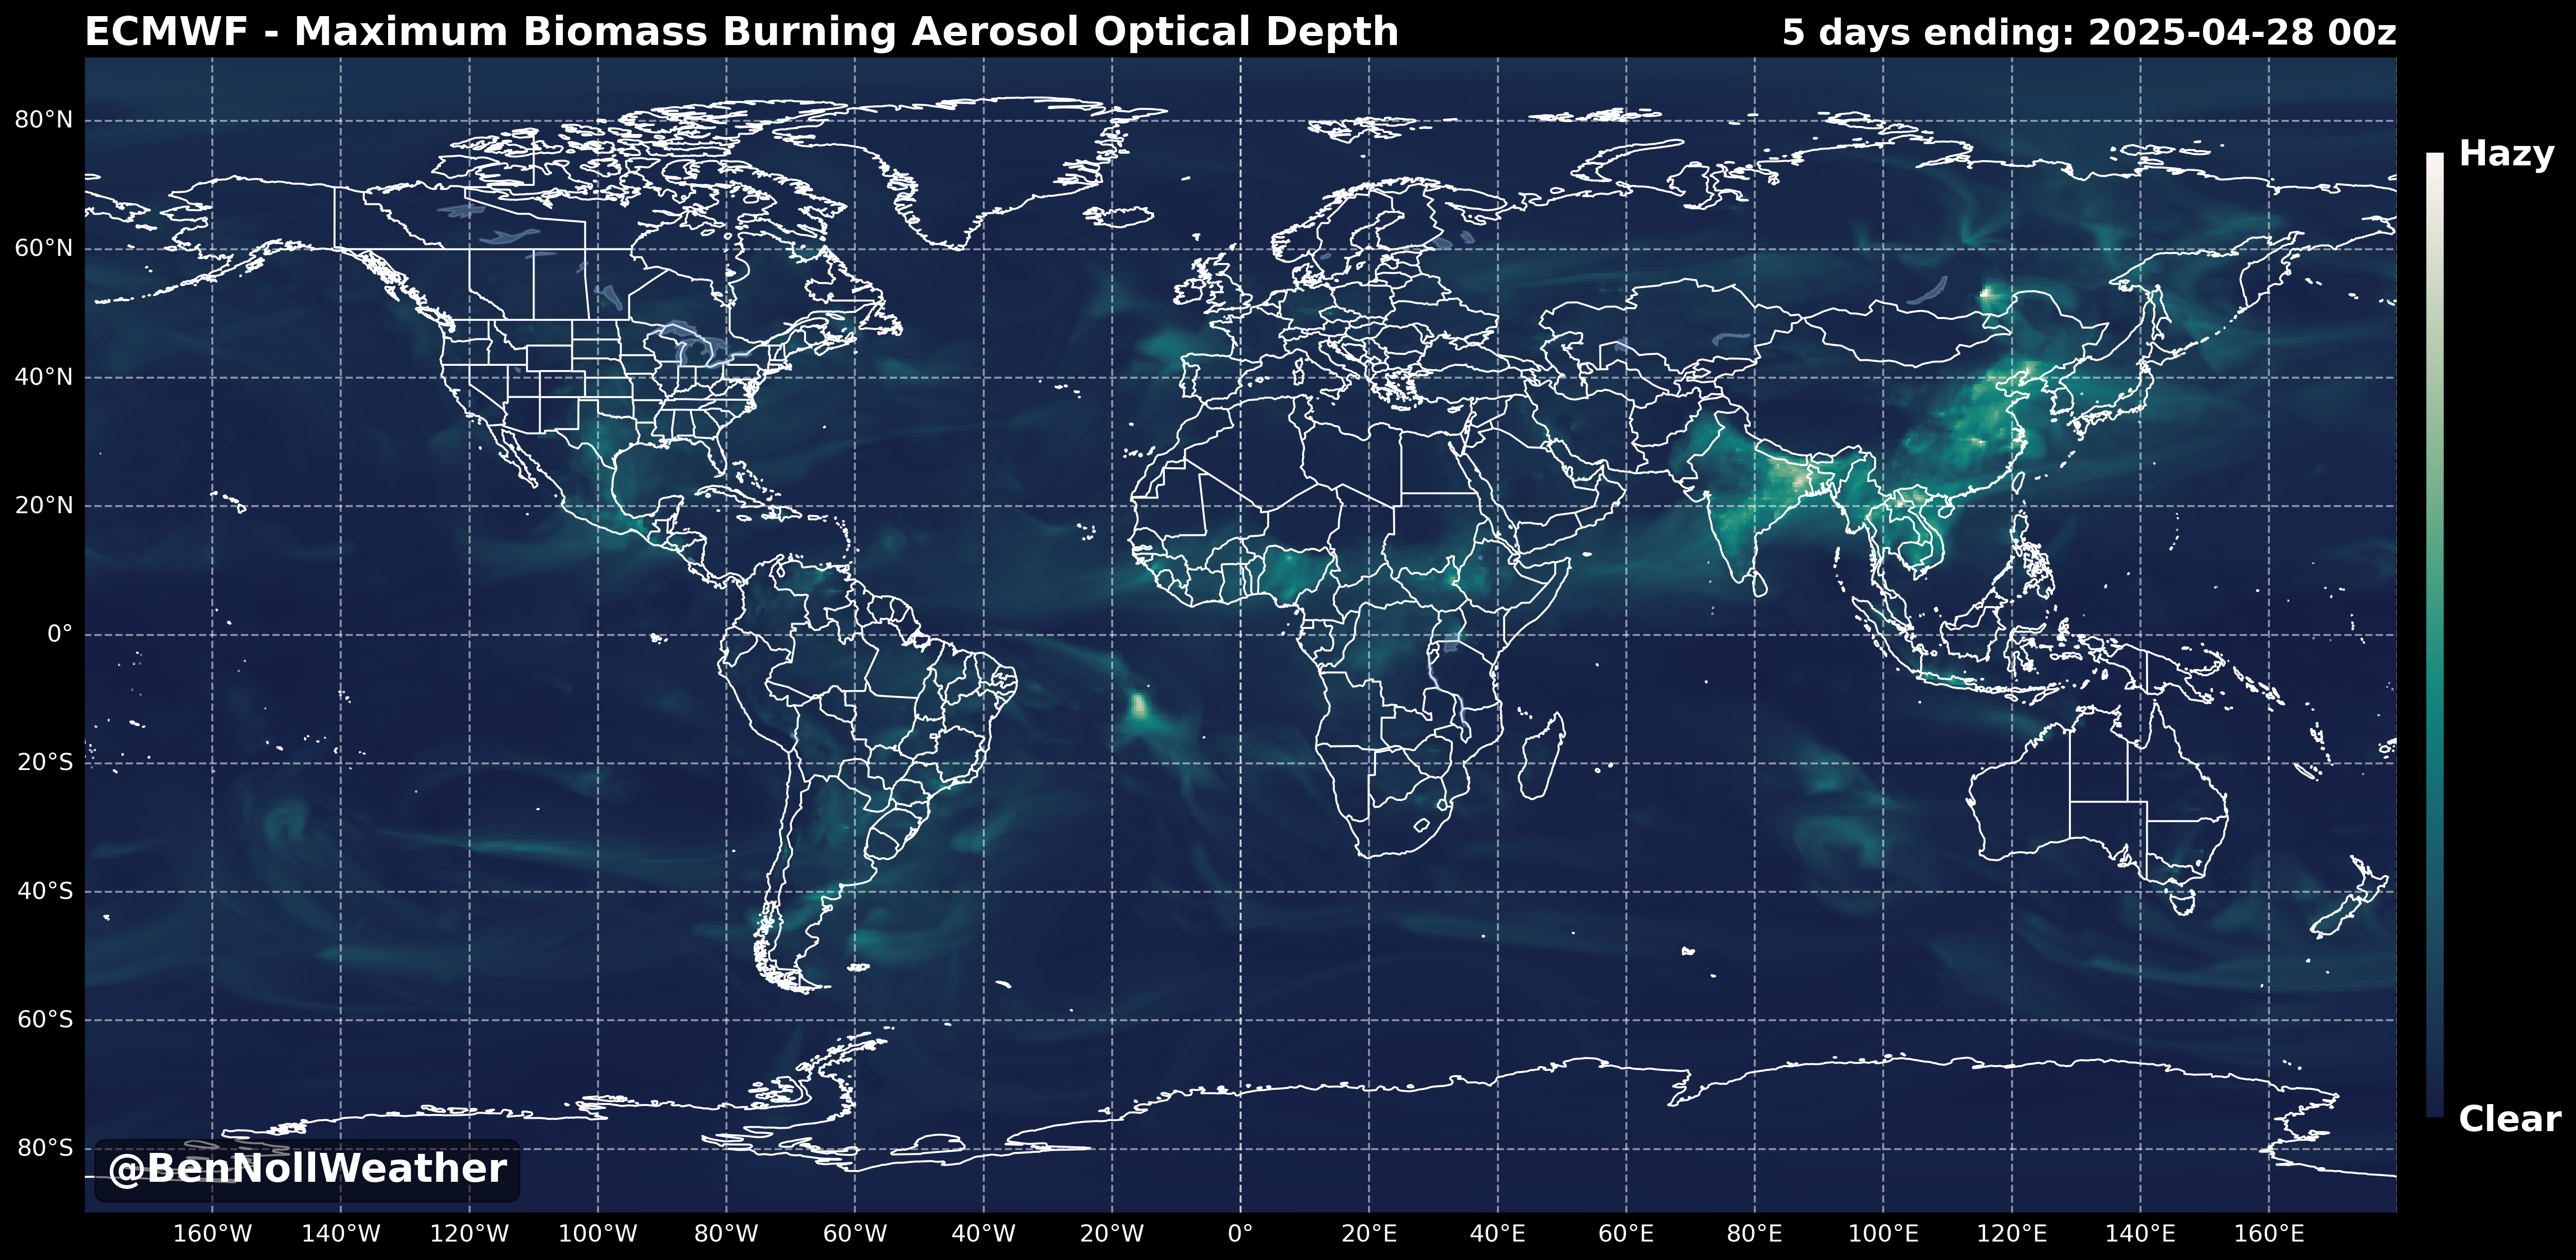 ECMWF - Maximum Biomass Burning Aerosol Optical Depth
5 days ending: 2025-04-28 00z
Hazy
Clear
80°N
60°N
40°N
20°N
0°
20°S
40°S
60°S
80°S
@BenNollWeather
160°W 140°W 120°W 100°W 80°W 60°W 40°W 20°W 0° 20°E 40°E 60°E 80°E 100°E 120°E 140°E 160°E